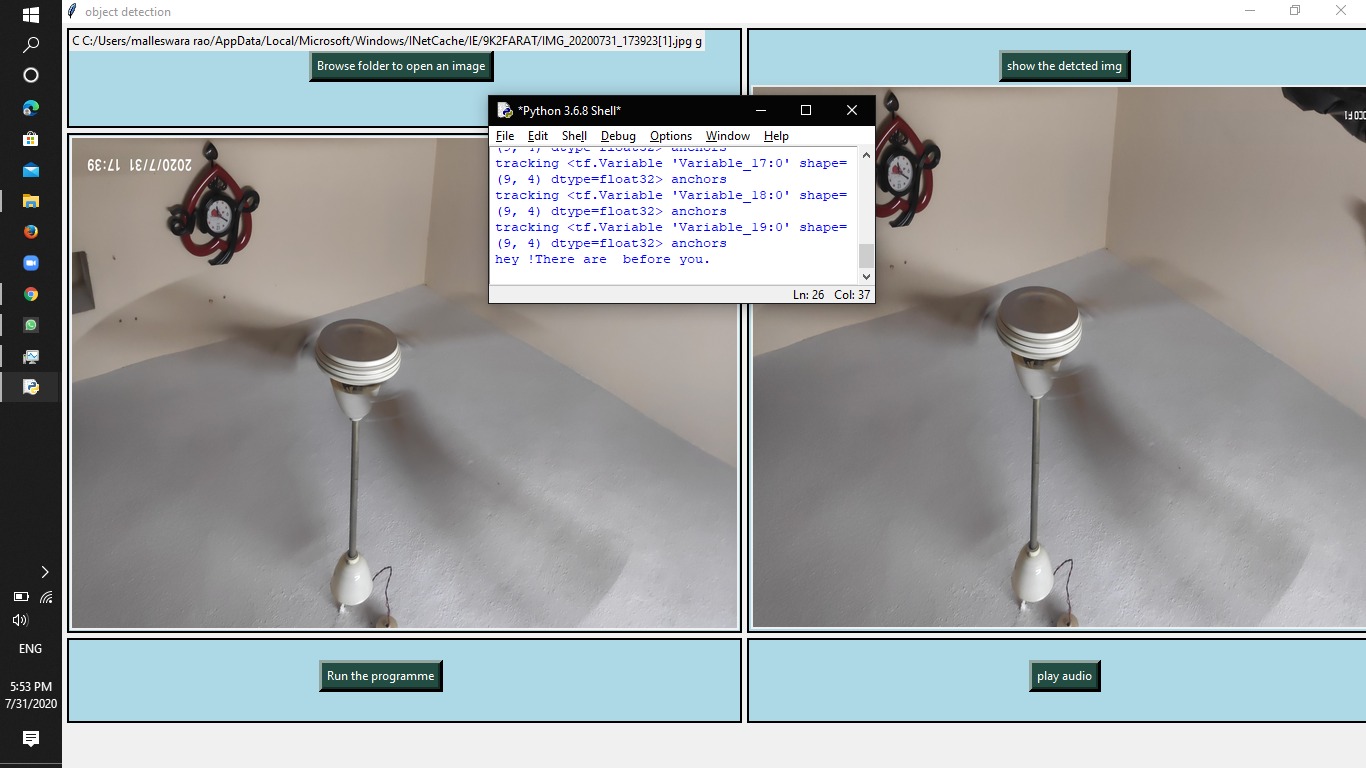 object detection
C C:/Users/malleswara rao/AppData/Local/Microsoft/Windows/INetCache/IE/9K2FARAT/IMG_20200731_173923[1].jpg g
Browse folder to open an image
show the detcted img
*Python 3.6.8 Shell*
File Edit Shell Debug Options Window Help
(9, 4) dtype=float32> anchors
tracking <tf.Variable 'Variable_17:0' shape=
(9, 4) dtype=float32> anchors
tracking <tf.Variable 'Variable_18:0' shape=
(9, 4) dtype=float32> anchors
tracking <tf.Variable 'Variable_19:0' shape=
(9, 4) dtype=float32> anchors
hey !There are  before you.
Ln: 26 Col: 37
2020/7/31 17:39
OCO F1
Run the programme
play audio
ENG
5:53 PM
7/31/2020